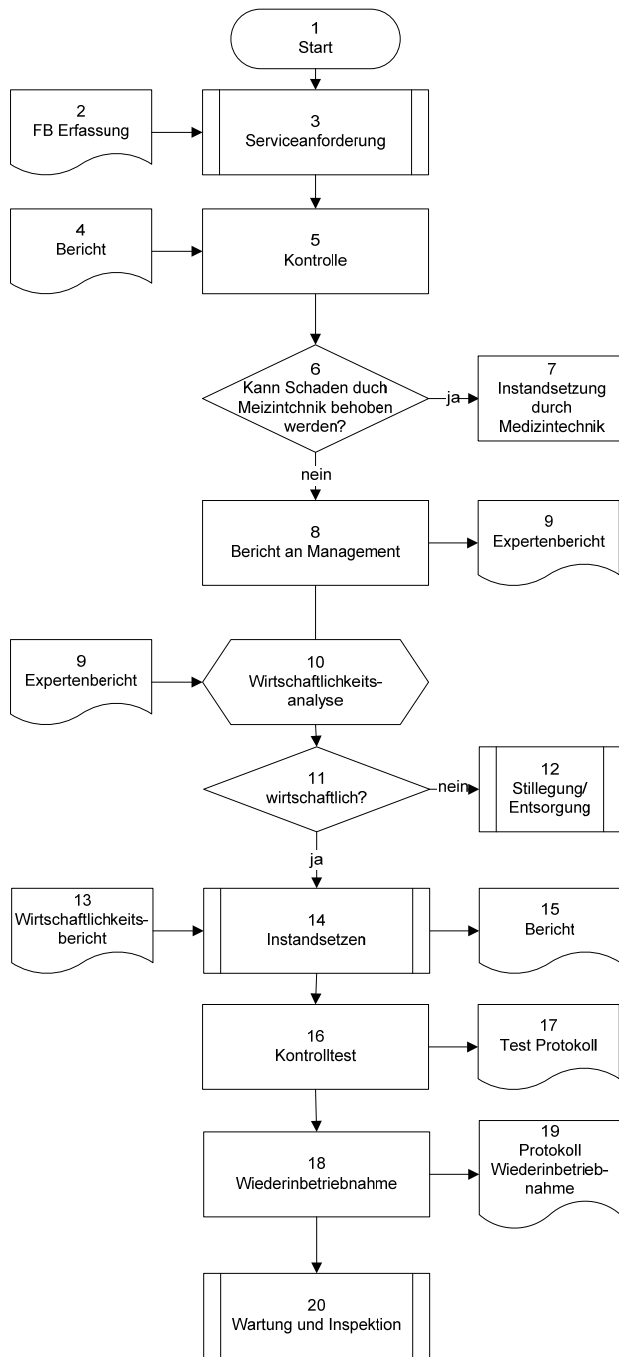 1
Start
2
FB Erfassung
3
Serviceanforderung
4
Bericht
5
Kontrolle
6
Kann Schaden duch
Meizintchnik behoben
werden?
ja
7
Instandsetzung
durch
Medizintechnik
nein
8
Bericht an Management
9
Expertenbericht
9
Expertenbericht
10
Wirtschaftlichkeits-
analyse
11
wirtschaftlich?
nein
12
Stillegung/
Entsorgung
ja
13
Wirtschaftlichkeits-
bericht
14
Instandsetzen
15
Bericht
16
Kontrolltest
17
Test Protokoll
18
Wiederinbetriebnahme
19
Protokoll
Wiederinbetrieb-
nahme
20
Wartung und Inspektion